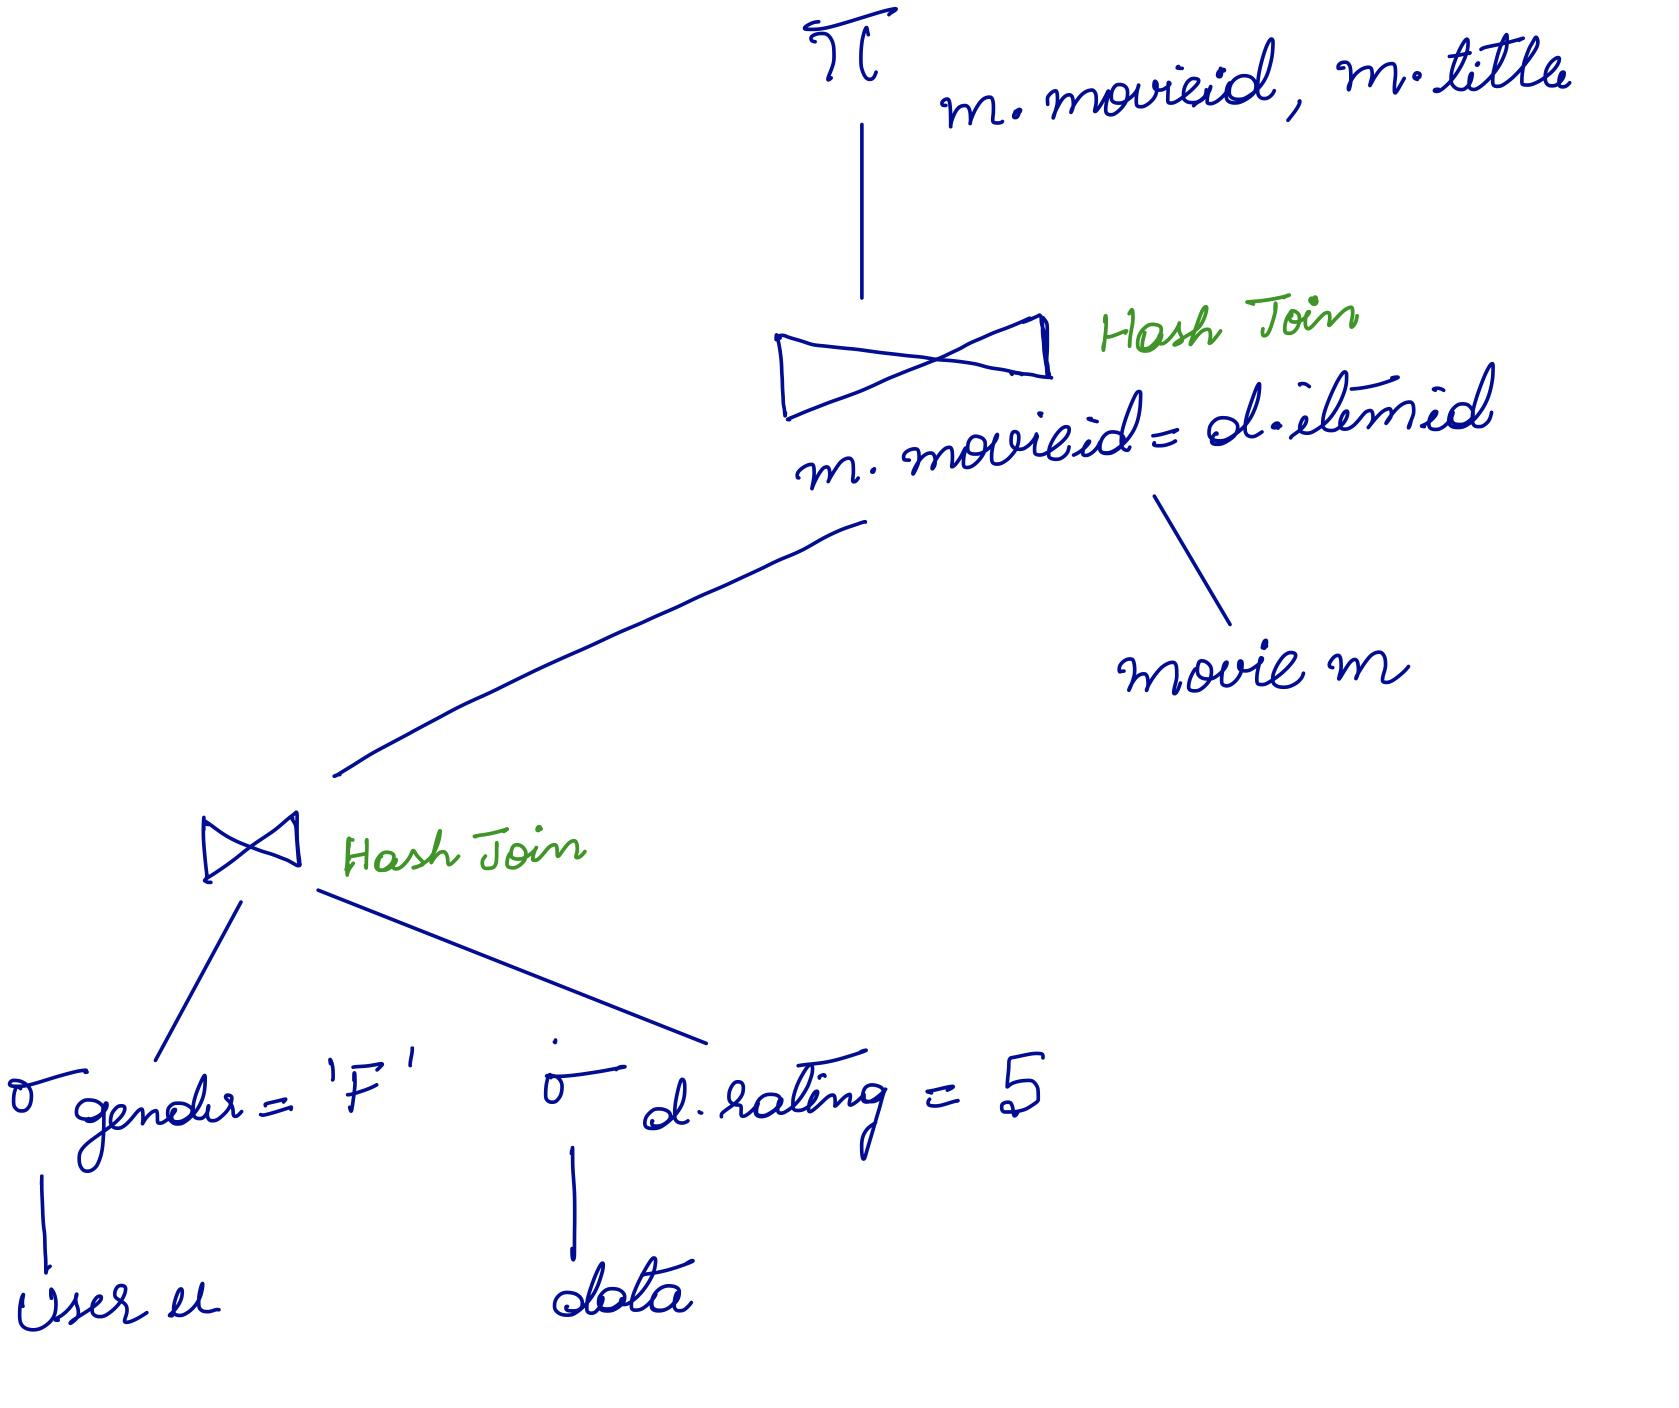 π m.movieid, m.title
⋈ Hash Join
m.movieid = d.itemid
movie m
⋈ Hash Join
σ gender = 'F' σ d.rating = 5
User u data